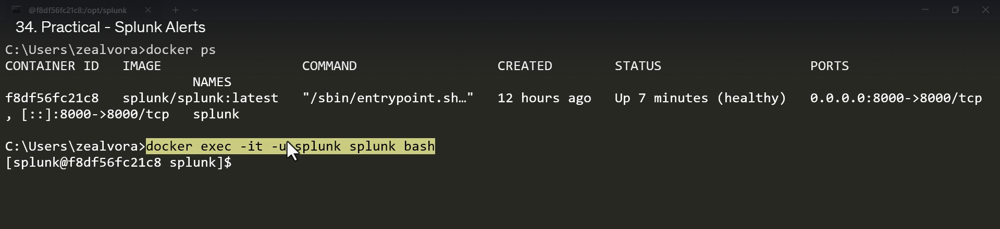 @f8df56fc21c8:/opt/splunk
34. Practical - Splunk Alerts
C:\Users\zealvora>docker ps
CONTAINER ID   IMAGE                  COMMAND                  CREATED        STATUS                   PORTS
                        NAMES
f8df56fc21c8   splunk/splunk:latest   "/sbin/entrypoint.sh…"   12 hours ago   Up 7 minutes (healthy)   0.0.0.0:8000->8000/tcp
, [::]:8000->8000/tcp   splunk
C:\Users\zealvora>docker exec -it -u splunk splunk bash
[splunk@f8df56fc21c8 splunk]$